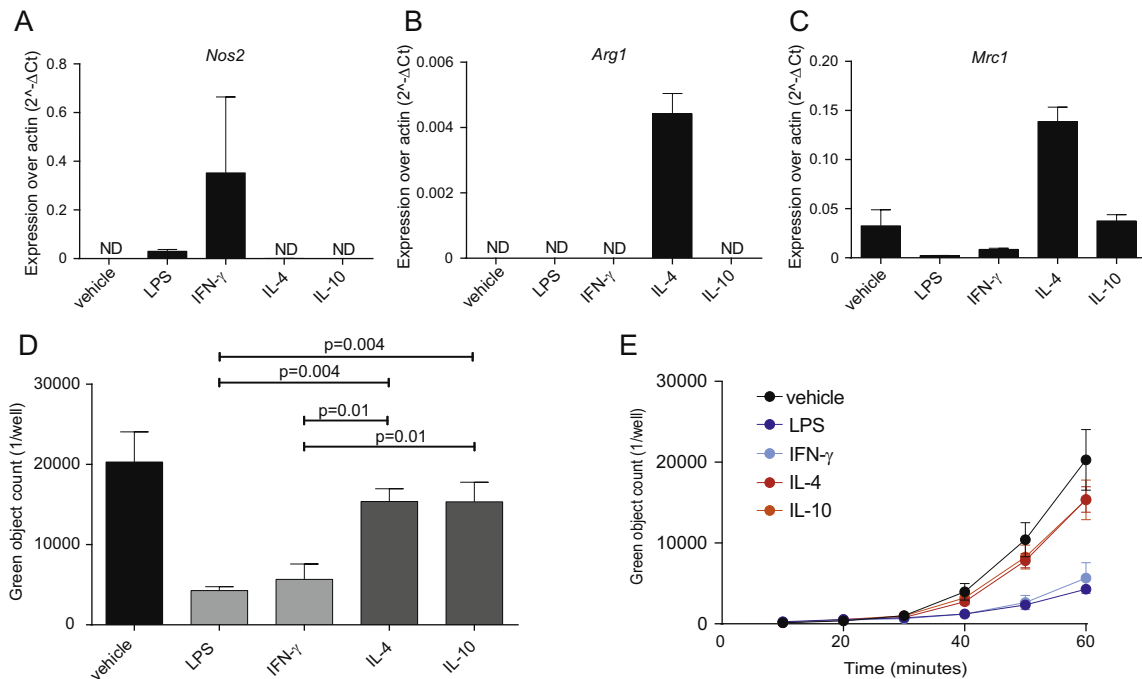 A
Nos2
Expression over actin (2^-ΔCt)
0.8
0.6
0.4
0.2
0
ND
ND
ND
vehicle
LPS
IFN-γ
IL-4
IL-10
B
Arg1
Expression over actin (2^-ΔCt)
0.006
0.004
0.002
0.000
ND
ND
ND
ND
vehicle
LPS
IFN-γ
IL-4
IL-10
C
Mrc1
Expression over actin (2^-ΔCt)
0.20
0.15
0.10
0.05
0
vehicle
LPS
IFN-γ
IL-4
IL-10
D
p=0.004
p=0.004
p=0.01
p=0.01
Green object count (1/well)
30000
20000
10000
0
vehicle
LPS
IFN-γ
IL-4
IL-10
E
Green object count (1/well)
30000
20000
10000
0
vehicle
LPS
IFN-γ
IL-4
IL-10
0
20
40
60
Time (minutes)